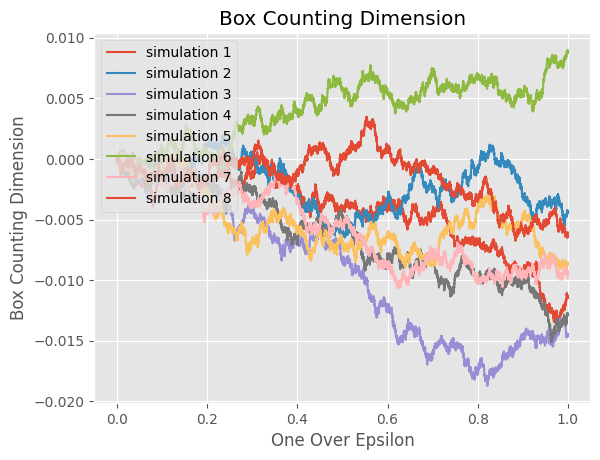 Box Counting Dimension
0.010
0.005
0.000
−0.005
−0.010
−0.015
−0.020
Box Counting Dimension
simulation 1
simulation 2
simulation 3
simulation 4
simulation 5
simulation 6
simulation 7
simulation 8
0.0 0.2 0.4 0.6 0.8 1.0
One Over Epsilon